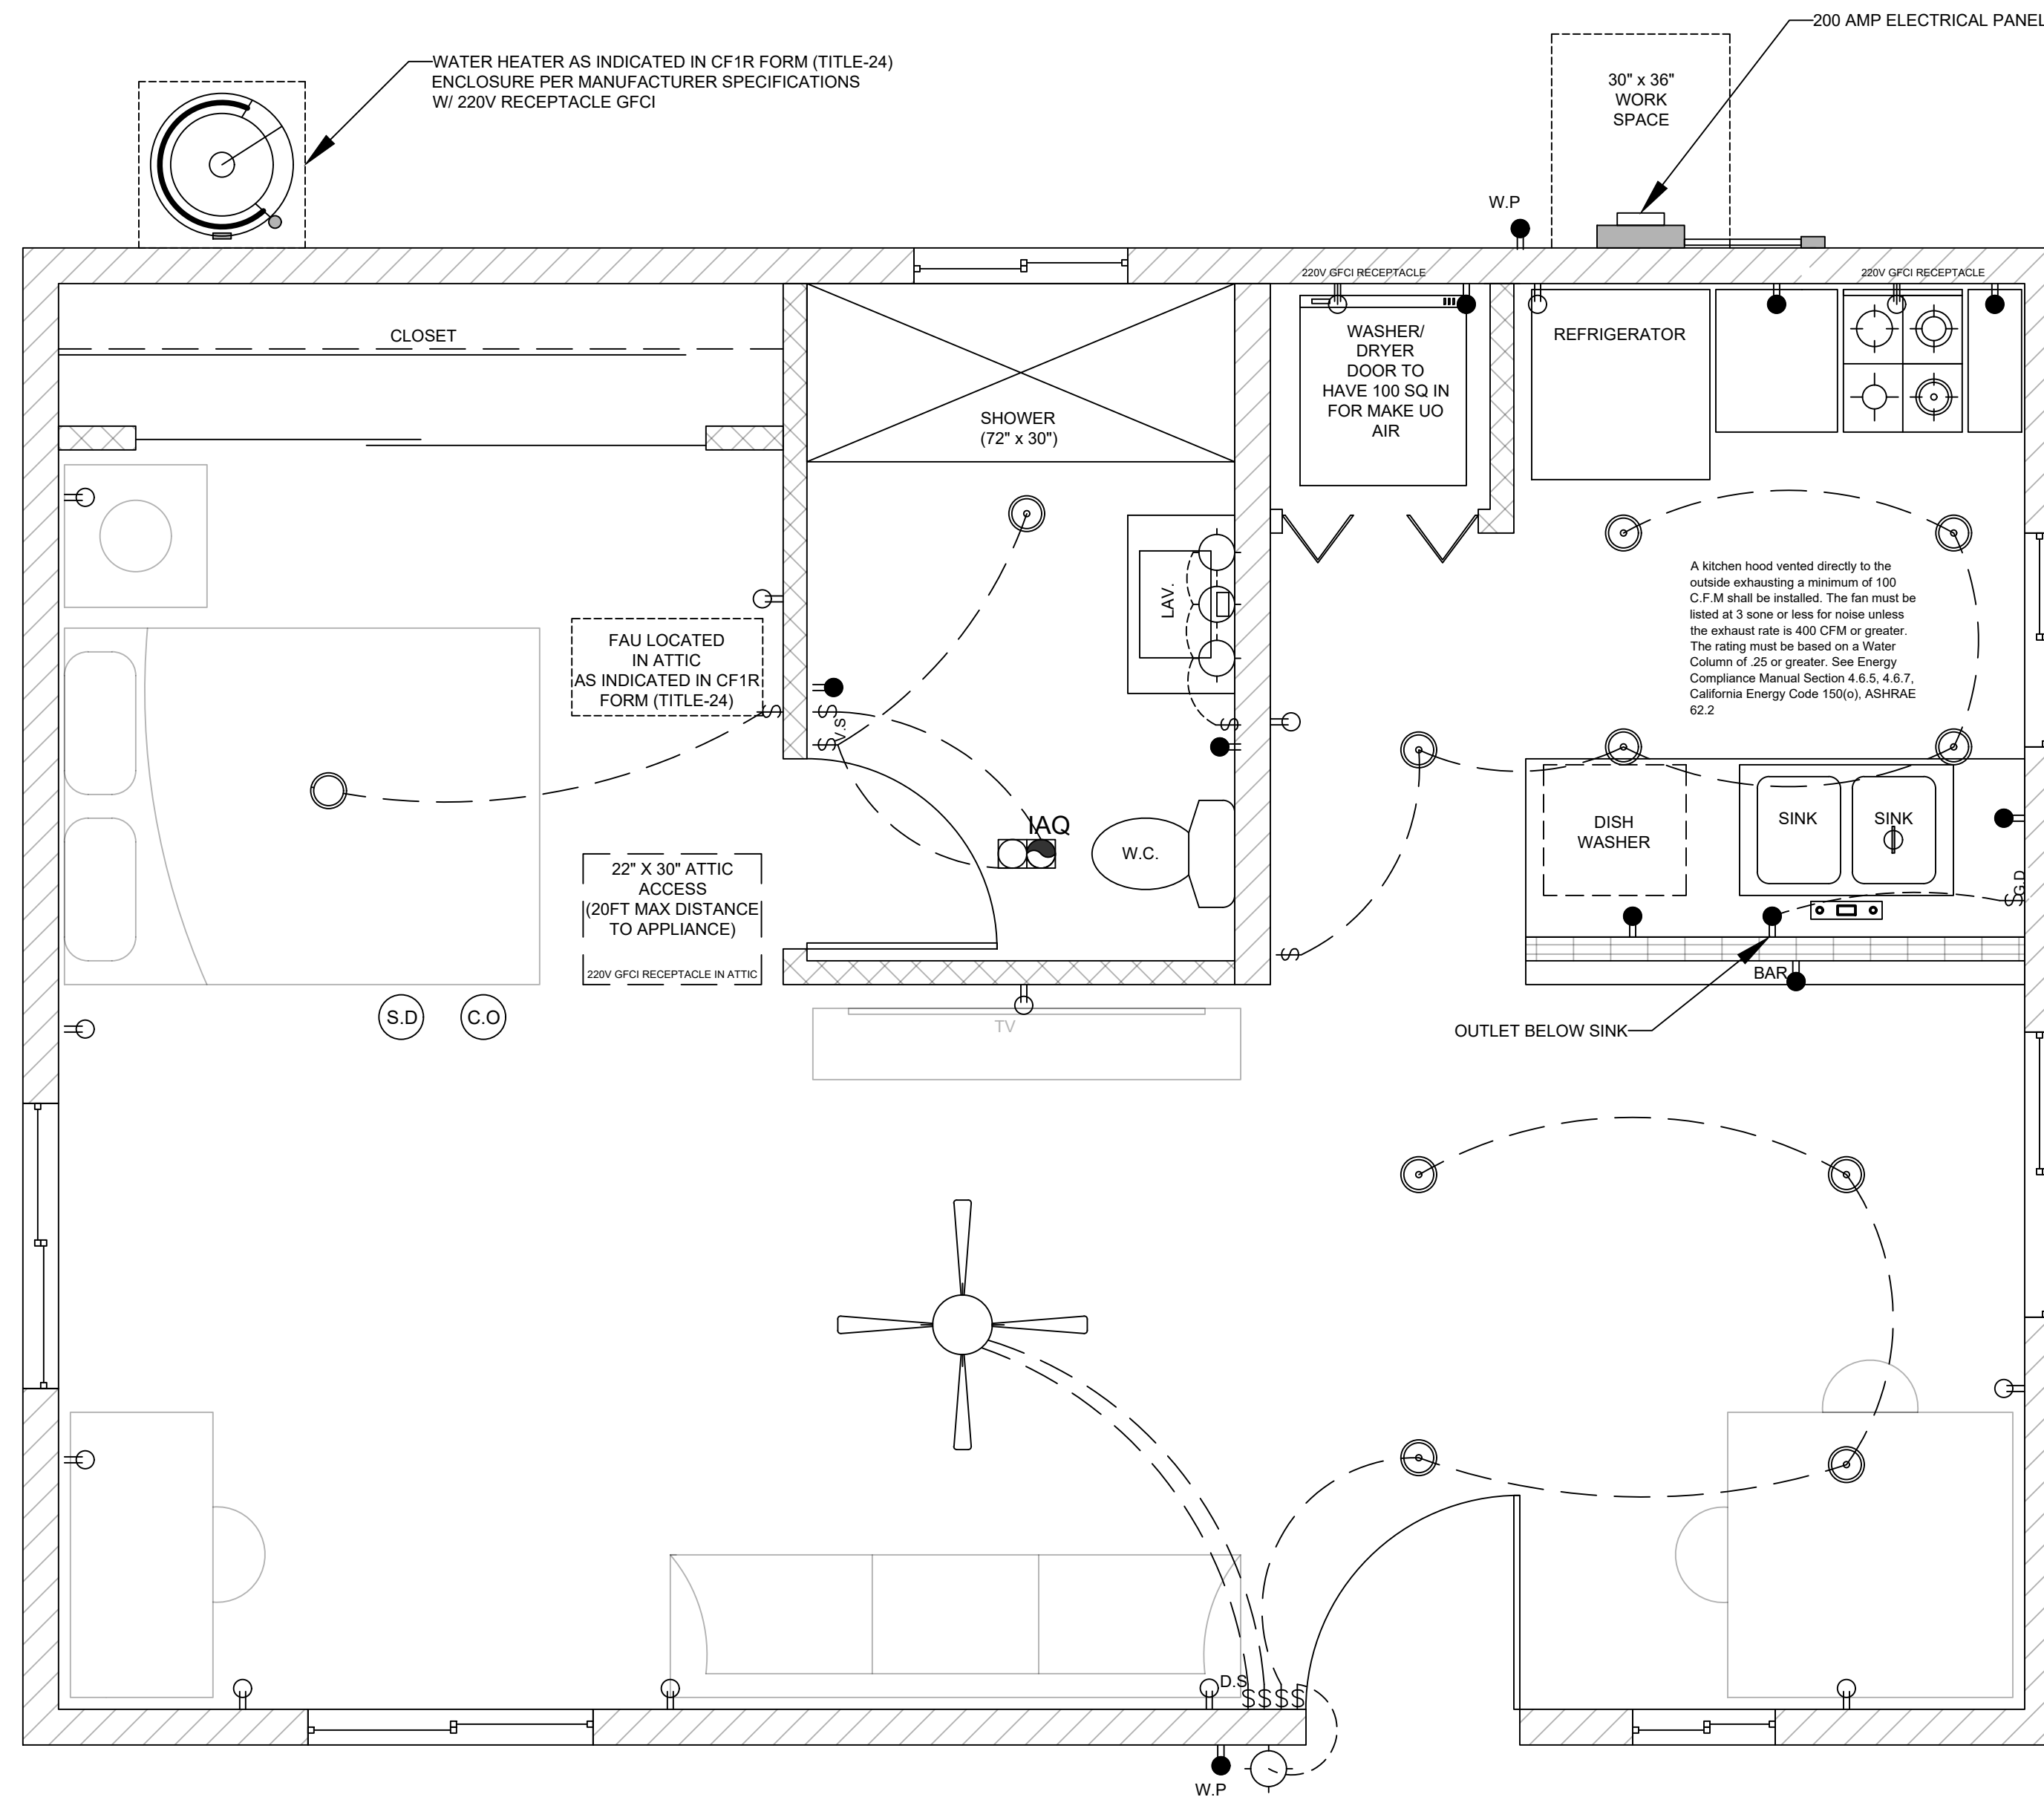 200 AMP ELECTRICAL PANEL
WATER HEATER AS INDICATED IN CF1R FORM (TITLE-24)
ENCLOSURE PER MANUFACTURER SPECIFICATIONS
W/ 220V RECEPTACLE GFCI
30" x 36"
WORK
SPACE
W.P
220V GFCI RECEPTACLE
220V GFCI RECEPTACLE
CLOSET
SHOWER
(72" x 30")
WASHER/
DRYER
DOOR TO
HAVE 100 SQ IN
FOR MAKE UO
AIR
REFRIGERATOR
A kitchen hood vented directly to the
outside exhausting a minimum of 100
C.F.M shall be installed. The fan must be
listed at 3 sone or less for noise unless
the exhaust rate is 400 CFM or greater.
The rating must be based on a Water
Column of .25 or greater. See Energy
Compliance Manual Section 4.6.5, 4.6.7,
California Energy Code 150(o), ASHRAE
62.2
LAV.
FAU LOCATED
IN ATTIC
AS INDICATED IN CF1R
FORM (TITLE-24)
$
$
$
V.S
$
IAQ
W.C.
DISH
WASHER
SINK
SINK
22" X 30" ATTIC
ACCESS
(20FT MAX DISTANCE
TO APPLIANCE)
220V GFCI RECEPTACLE IN ATTIC
$
$
G.D
BAR
S.D
C.O
TV
OUTLET BELOW SINK
D.S
$$$$
W.P